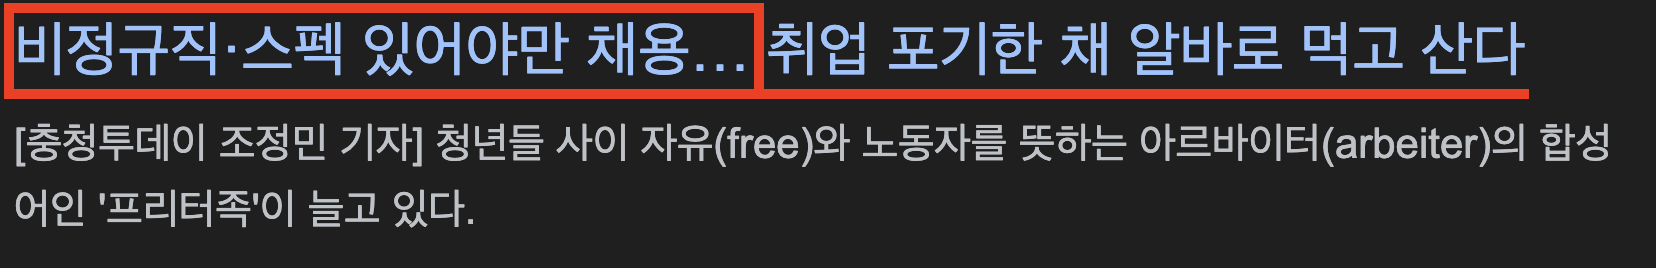 비정규직·스펙 있어야만 채용... 취업 포기한 채 알바로 먹고 산다
[충청투데이 조정민 기자] 청년들 사이 자유(free)와 노동자를 뜻하는 아르바이터(arbeiter)의 합성
어인 '프리터족'이 늘고 있다.